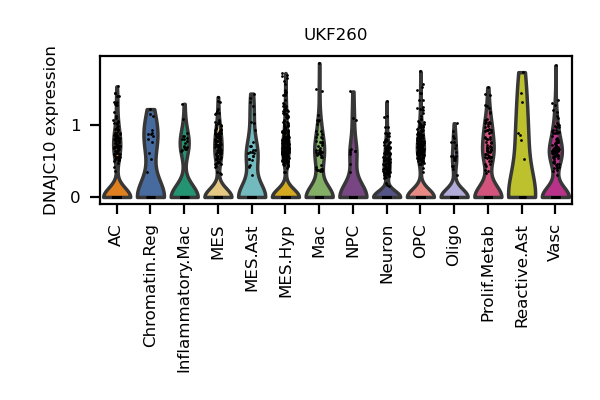 UKF260
DNAJC10 expression
1
0
AC
Chromatin.Reg
Inflammatory.Mac
MES
MES.Ast
MES.Hyp
Mac
NPC
Neuron
OPC
Oligo
Prolif.Metab
Reactive.Ast
Vasc